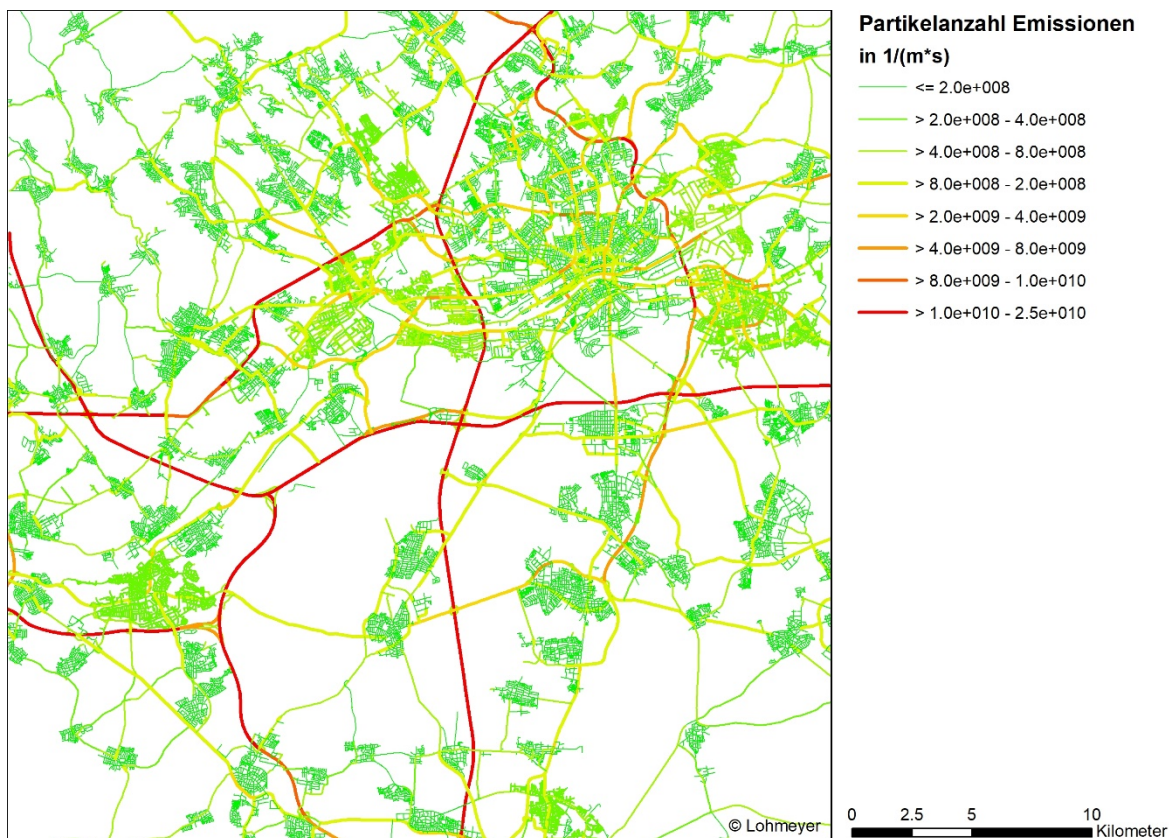 Partikelanzahl Emissionen
in 1/(m*s)
<= 2.0e+008
> 2.0e+008 - 4.0e+008
> 4.0e+008 - 8.0e+008
> 8.0e+008 - 2.0e+008
> 2.0e+009 - 4.0e+009
> 4.0e+009 - 8.0e+009
> 8.0e+009 - 1.0e+010
> 1.0e+010 - 2.5e+010
© Lohmeyer
0 2.5 5 10
Kilometer